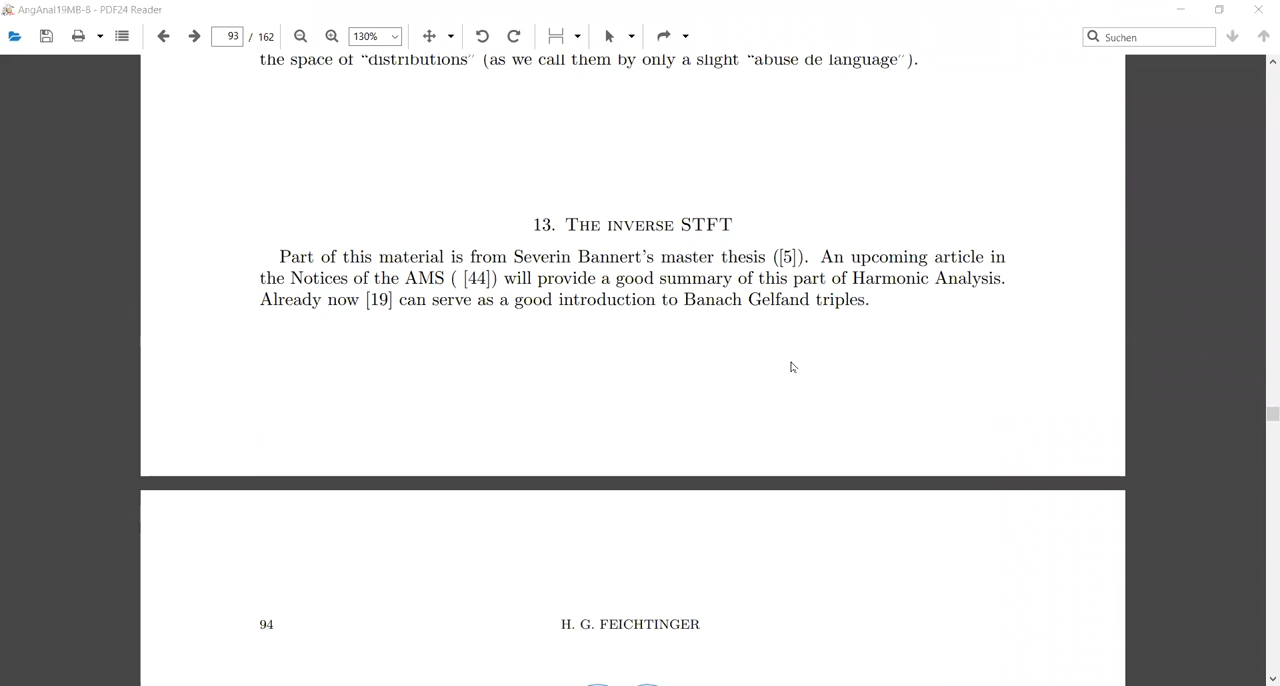 AngAnal19MB-8 - PDF24 Reader
93 / 162 130% Suchen
the space of “distributions” (as we call them by only a slight “abuse de language”).
13. The inverse STFT
Part of this material is from Severin Bannert's master thesis ([5]). An upcoming article in
the Notices of the AMS ( [44]) will provide a good summary of this part of Harmonic Analysis.
Already now [19] can serve as a good introduction to Banach Gelfand triples.
94 H. G. FEICHTINGER